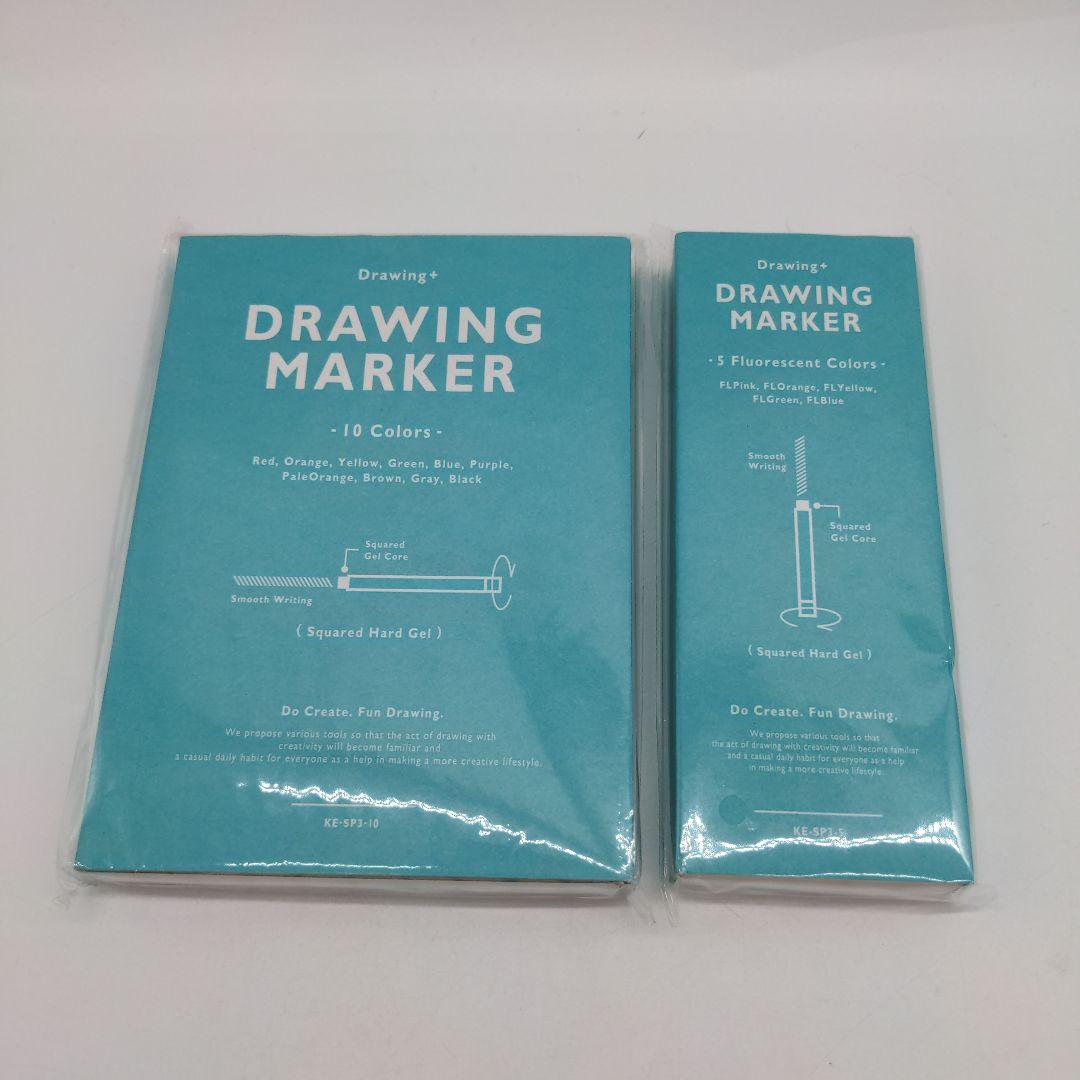 Drawing+
DRAWING
MARKER
- 10 Colors -
Red, Orange, Yellow, Green, Blue, Purple,
PaleOrange, Brown, Gray, Black
Squared
Gel Core
Smooth Writing
( Squared Hard Gel )
Do Create. Fun Drawing.
We propose various tools so that the act of drawing with
creativity will become familiar and
a casual daily habit for everyone as a help in making a more creative lifestyle.
KE-SP3-10
Drawing+
DRAWING
MARKER
- 5 Fluorescent Colors -
FLPink, FLOrange, FLYellow,
FLGreen, FLBlue
Smooth
Writing
Squared
Gel Core
( Squared Hard Gel )
Do Create. Fun Drawing.
We propose various tools so that
the act of drawing with creativity will become familiar
and a casual daily habit for everyone as a help
in making a more creative lifestyle.
KE-SP3-5